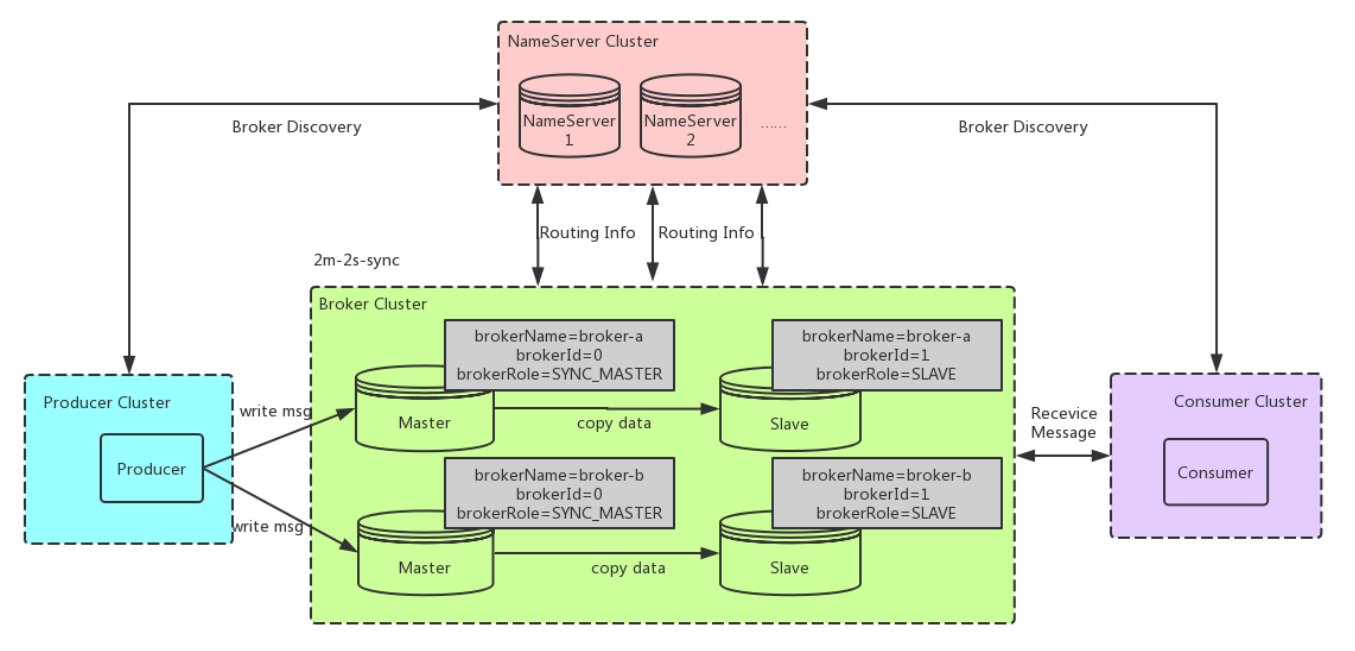 NameServer Cluster
NameServer
1
NameServer
2
......
Broker Discovery
Broker Discovery
Routing Info
Routing Info
2m-2s-sync
Broker Cluster
brokerName=broker-a
brokerId=0
brokerRole=SYNC_MASTER
brokerName=broker-a
brokerId=1
brokerRole=SLAVE
Producer Cluster
write msg
Master
copy data
Slave
Recevice
Message
Consumer Cluster
Producer
Consumer
brokerName=broker-b
brokerId=0
brokerRole=SYNC_MASTER
brokerName=broker-b
brokerId=1
brokerRole=SLAVE
write msg
Master
copy data
Slave